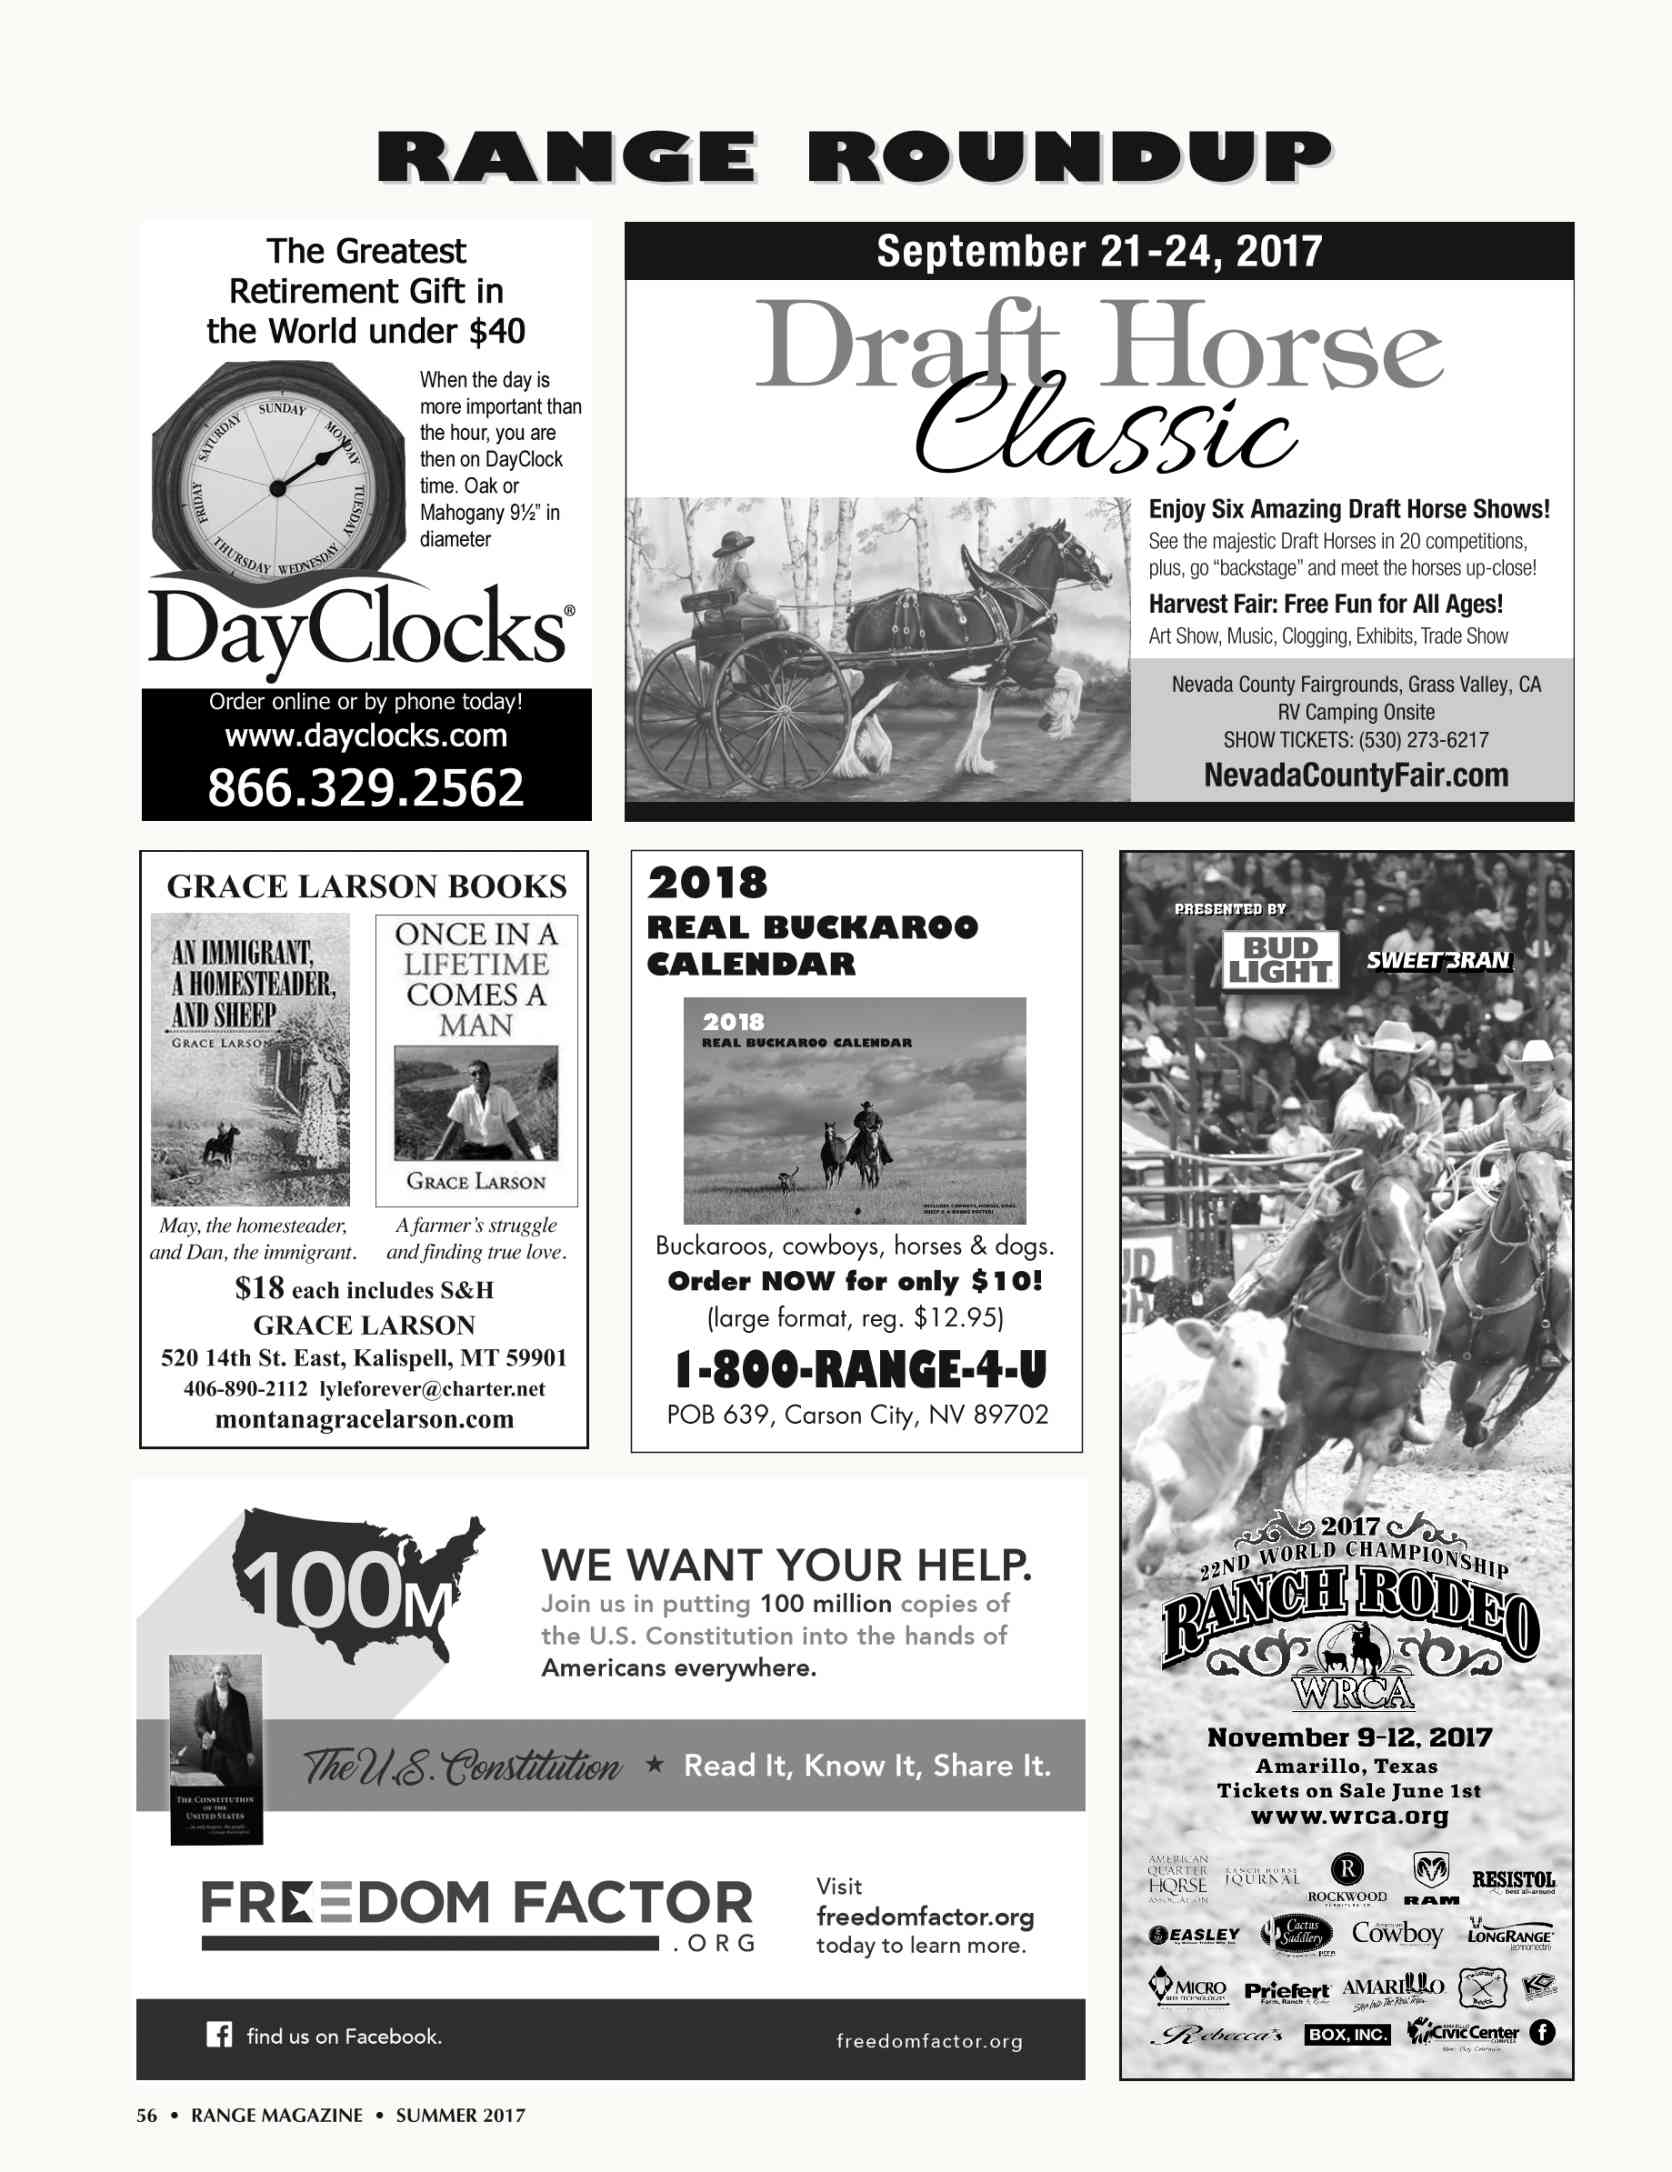 RANGE ROUNDUP
The Greatest
Retirement Gift in
the World under $40
SUNDAY
MONDAY
TUESDAY
WEDNESDAY
THURSDAY
FRIDAY
SATURDAY
When the day is
more important than
the hour, you are
then on DayClock
time. Oak or
Mahogany 9½" in
diameter
DayClocks®
Order online or by phone today!
www.dayclocks.com
866.329.2562
September 21-24, 2017
Draft Horse
Classic
Enjoy Six Amazing Draft Horse Shows!
See the majestic Draft Horses in 20 competitions,
plus, go “backstage” and meet the horses up-close!
Harvest Fair: Free Fun for All Ages!
Art Show, Music, Clogging, Exhibits, Trade Show
Nevada County Fairgrounds, Grass Valley, CA
RV Camping Onsite
SHOW TICKETS: (530) 273-6217
NevadaCountyFair.com
GRACE LARSON BOOKS
AN IMMIGRANT,
A HOMESTEADER,
AND SHEEP
GRACE LARSON
ONCE IN A
LIFETIME
COMES A
MAN
GRACE LARSON
May, the homesteader,
and Dan, the immigrant.
A farmer’s struggle
and finding true love.
$18 each includes S&H
GRACE LARSON
520 14th St. East, Kalispell, MT 59901
406-890-2112 lyleforever@charter.net
montanagracelarson.com
2018
REAL BUCKAROO
CALENDAR
2018
REAL BUCKAROO CALENDAR
Buckaroos, cowboys, horses & dogs.
Order NOW for only $10!
(large format, reg. $12.95)
1-800-RANGE-4-U
POB 639, Carson City, NV 89702
PRESENTED BY
BUD
LIGHT
SWEET BRAN
2017
22ND WORLD CHAMPIONSHIP
RANCH RODEO
WRCA
November 9-12, 2017
Amarillo, Texas
Tickets on Sale June 1st
www.wrca.org
AMERICAN
QUARTER
HORSE
ASSOCIATION
RANCH HORSE
JOURNAL
R
ROCKWOOD
RAM
RESISTOL
best all-around
EASLEY
Cactus
Saddlery
Cowboy
LONGRANGE
MICRO
Priefert
Farm, Ranch & Rodeo
AMARILLO
Rebecca's
BOX, INC.
Civic Center
100M
WE WANT YOUR HELP.
Join us in putting 100 million copies of
the U.S. Constitution into the hands of
Americans everywhere.
THE CONSTITUTION
OF THE
UNITED STATES
The U.S. Constitution ★ Read It, Know It, Share It.
FREEDOM FACTOR
.ORG
Visit
freedomfactor.org
today to learn more.
find us on Facebook.
freedomfactor.org
56 • RANGE MAGAZINE • SUMMER 2017